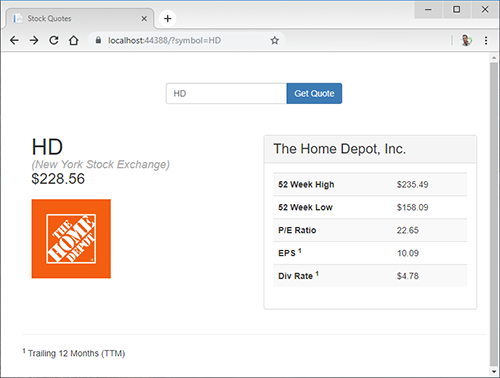 Stock Quotes
localhost:44388/?symbol=HD
HD
Get Quote
HD
(New York Stock Exchange)
$228.56
THE
HOME
DEPOT
The Home Depot, Inc.
52 Week High $235.49
52 Week Low $158.09
P/E Ratio 22.65
EPS 1 10.09
Div Rate 1 $4.78
1 Trailing 12 Months (TTM)